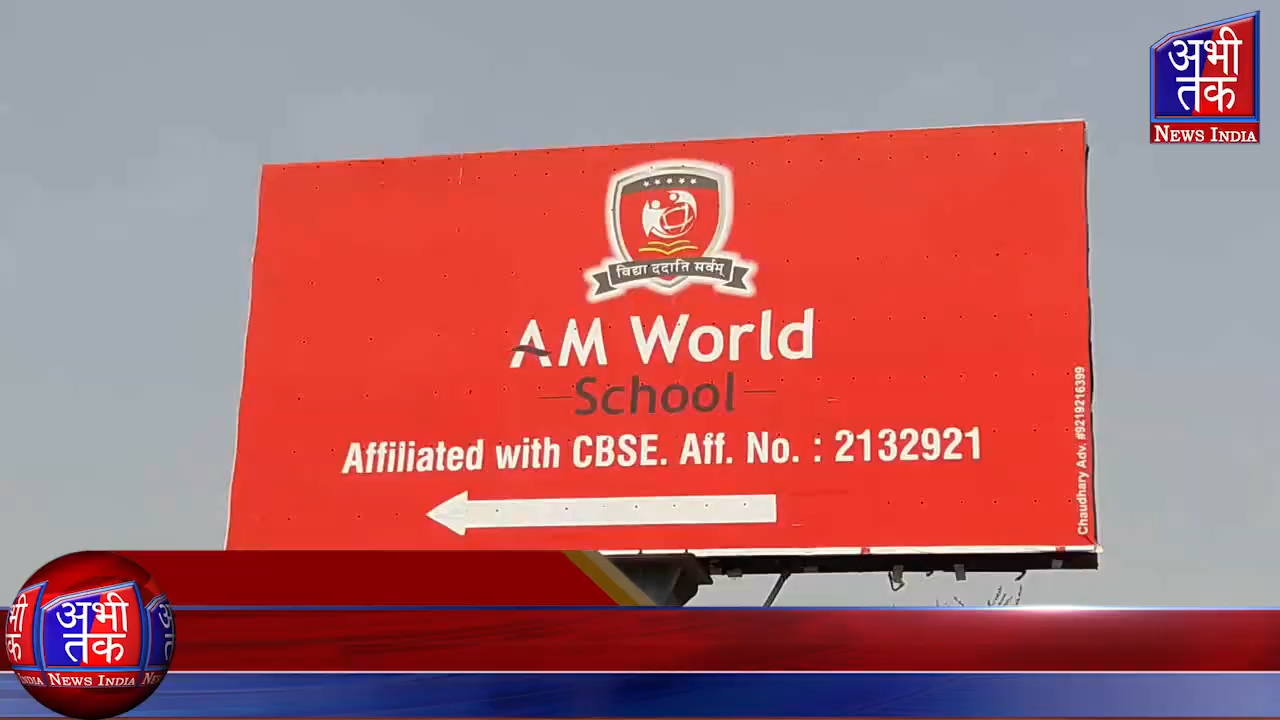 अभी
तक
NEWS INDIA
विद्या ददाति सर्वम्
AM World
School
Affiliated with CBSE. Aff. No. : 2132921
Chaudhary Adv. #9219216399
अभी
तक
NEWS INDIA